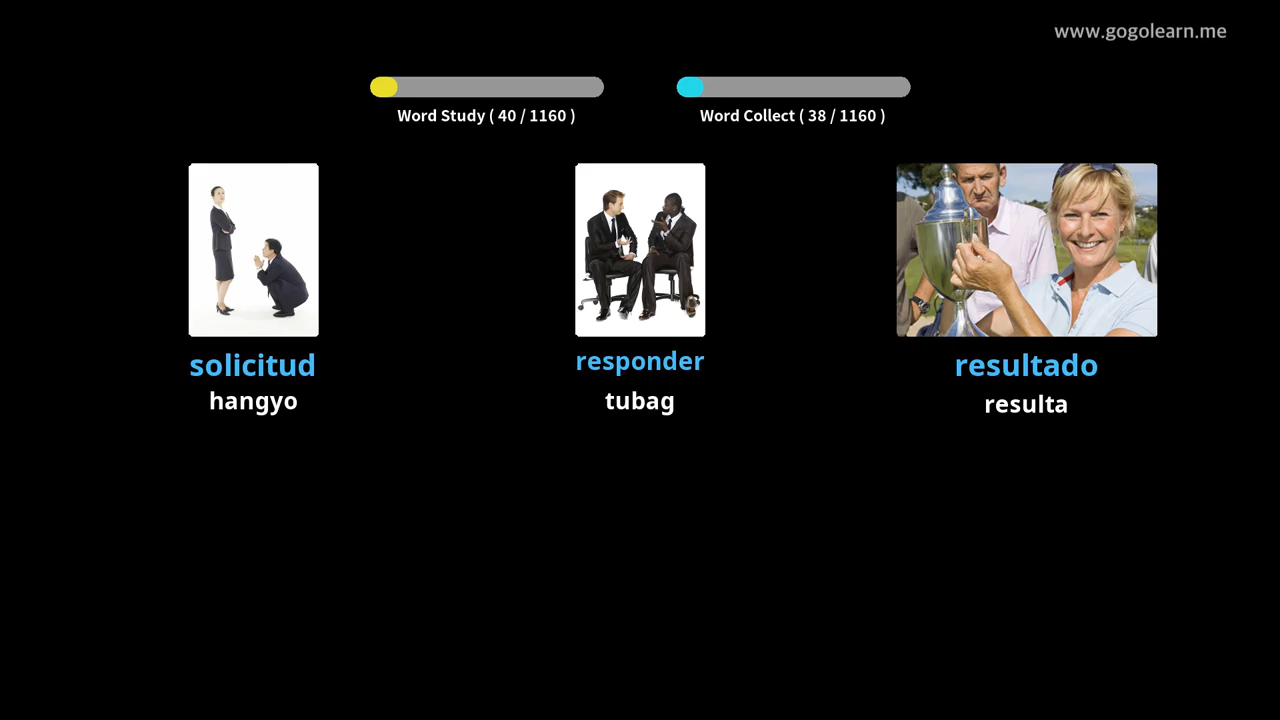 www.gogolearn.me
Word Study ( 40 / 1160 )
Word Collect ( 38 / 1160 )
solicitud
hangyo
responder
tubag
resultado
resulta